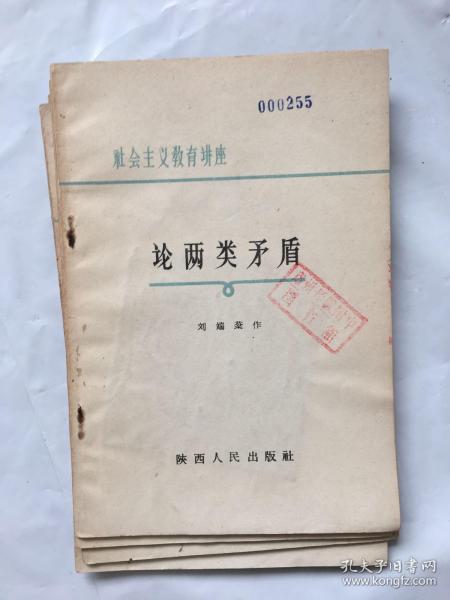 000255
社会主义教育讲座
论两类矛盾
刘端棻作
陕西人民出版社
孔夫子旧书网
www.kongfz.com